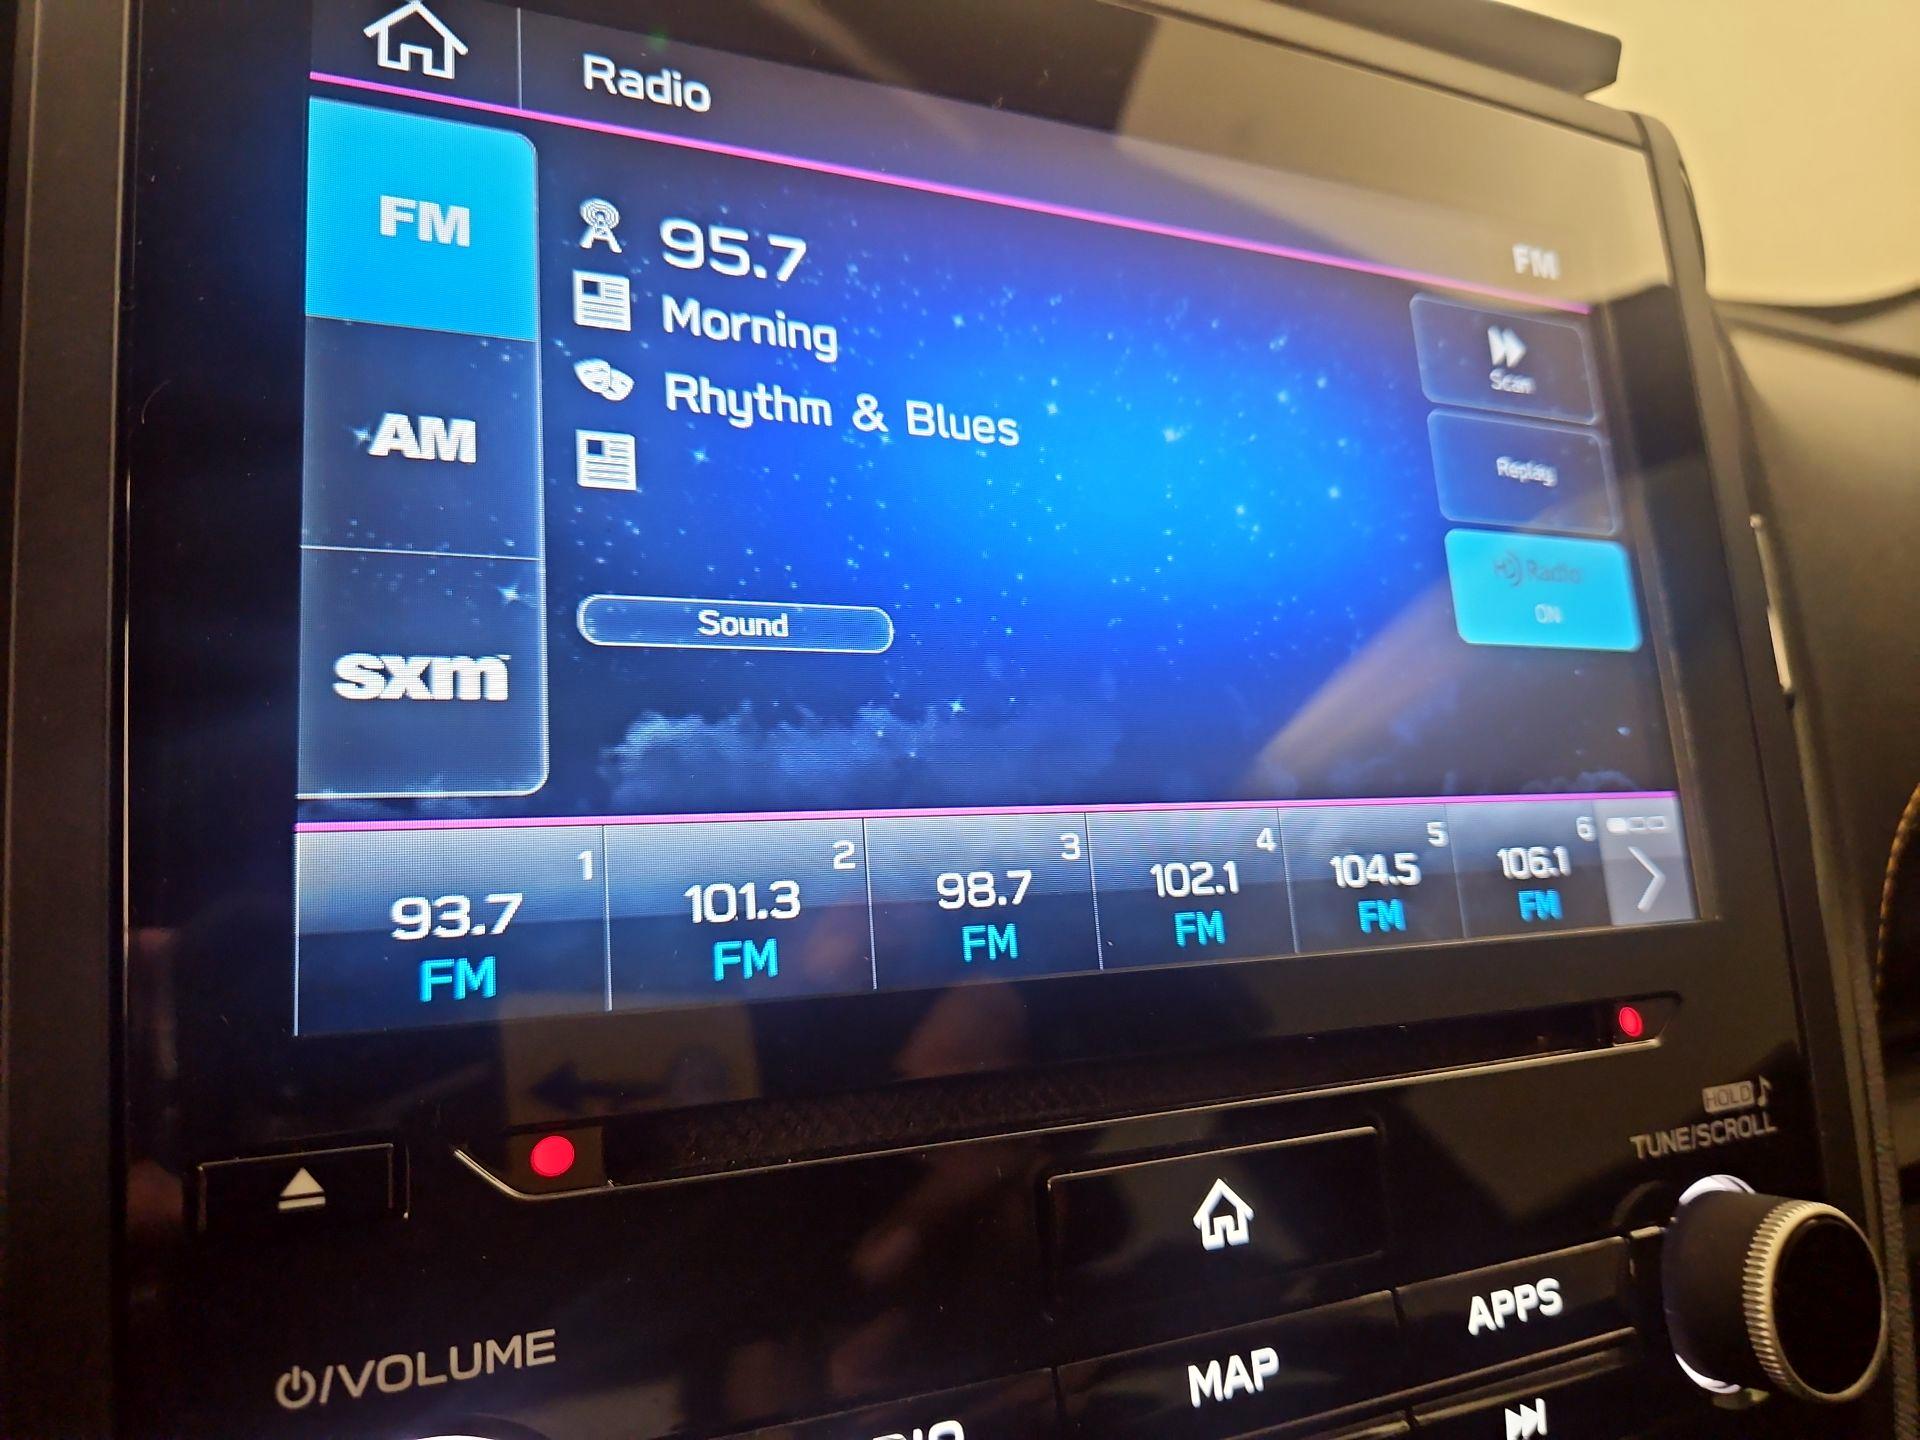 Radio
FM
FM
AM
sxm
95.7
Morning
Rhythm & Blues
Sound
Scan
Replay
HD Radio
ON
1
93.7
FM
2
101.3
FM
3
98.7
FM
4
102.1
FM
5
104.5
FM
6
106.1
FM
HOLD
TUNE/SCROLL
APPS
MAP
/VOLUME